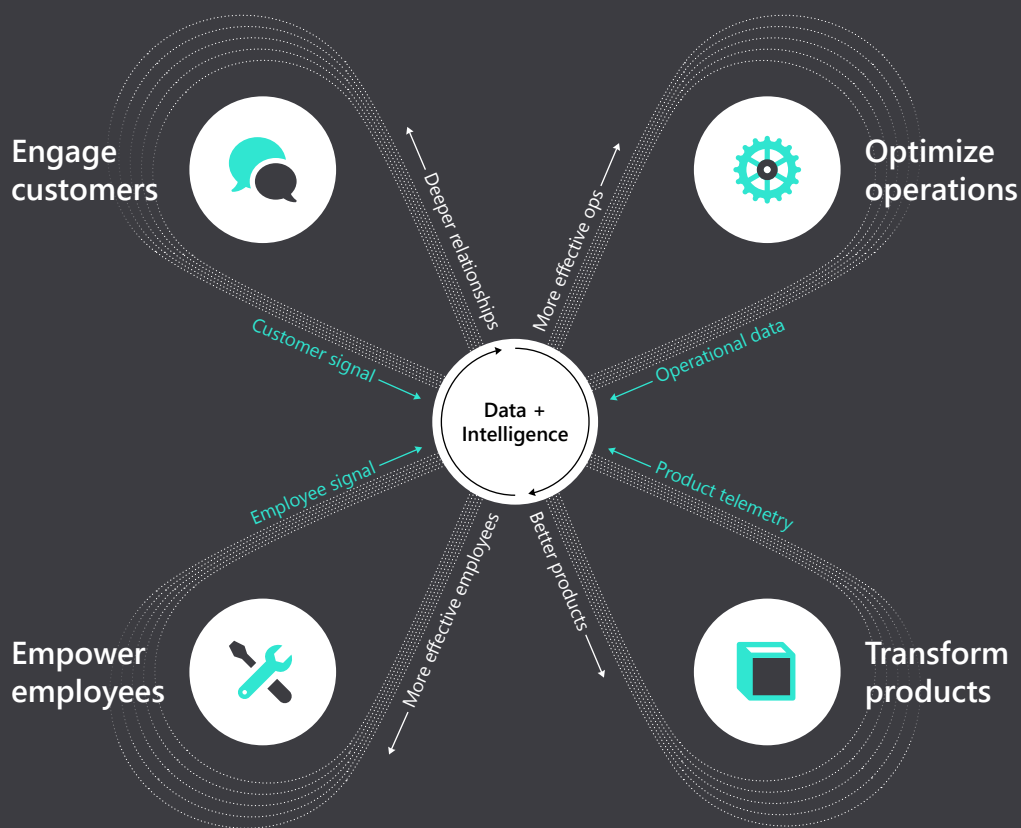 Engage
customers
Optimize
operations
Deeper relationships
More effective ops
Customer signal
Operational data
Data +
Intelligence
Employee signal
Product telemetry
More effective employees
Better products
Empower
employees
Transform
products